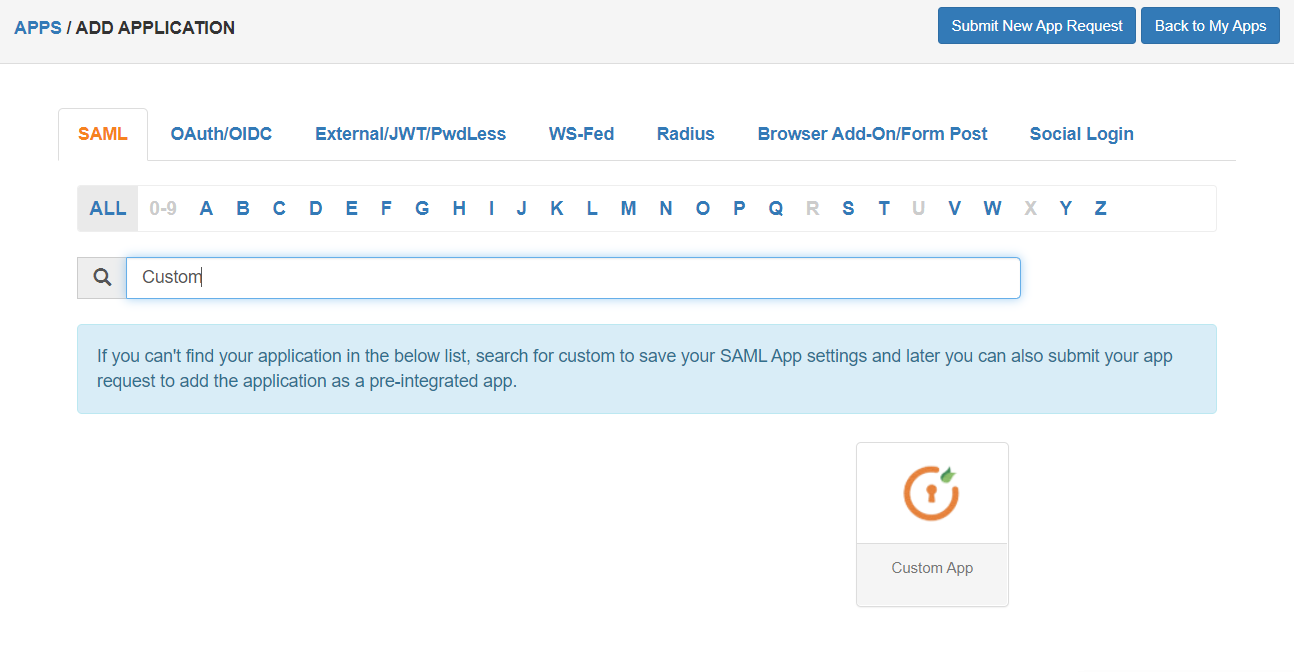 APPS / ADD APPLICATION
Submit New App Request
Back to My Apps
SAML
OAuth/OIDC
External/JWT/PwdLess
WS-Fed
Radius
Browser Add-On/Form Post
Social Login
ALL 0-9 A B C D E F G H I J K L M N O P Q R S T U V W X Y Z
Custom
If you can't find your application in the below list, search for custom to save your SAML App settings and later you can also submit your app
request to add the application as a pre-integrated app.
Custom App